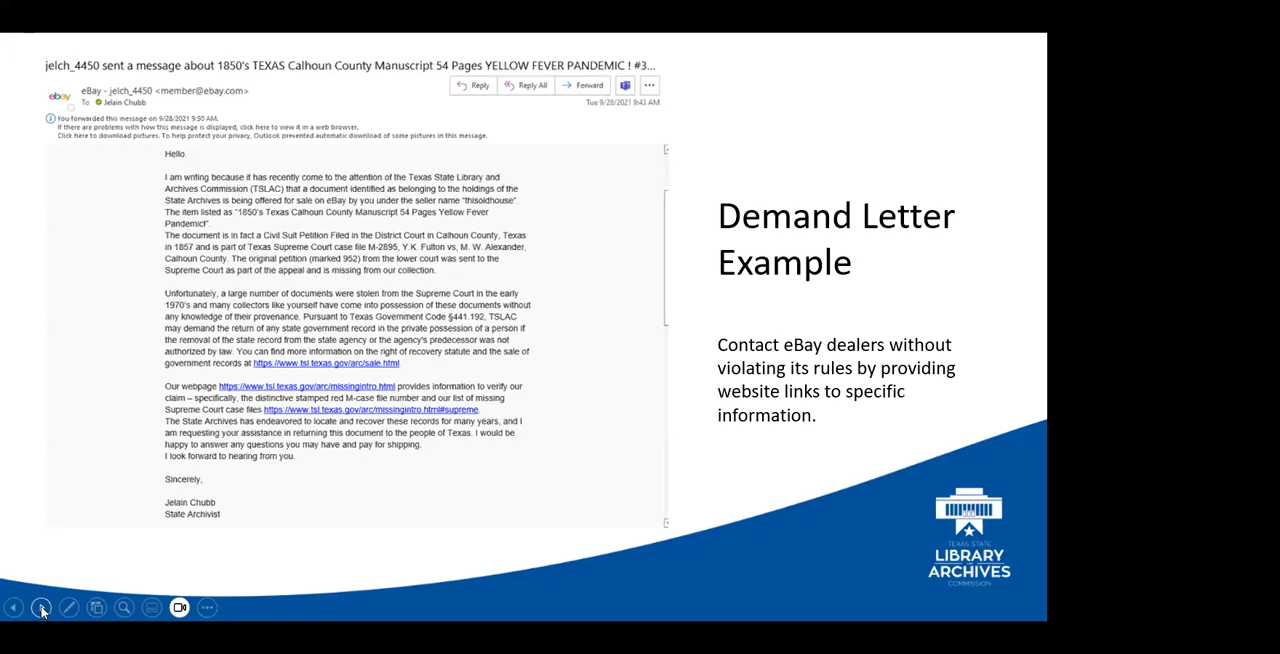 jelch_4450 sent a message about 1850's TEXAS Calhoun County Manuscript 54 Pages YELLOW FEVER PANDEMIC ! #3...
ebay
eBay - jelch_4450 <member@ebay.com>
To Jelain Chubb
Reply
Reply All
Forward
Tue 9/28/2021 9:43 AM
You forwarded this message on 9/28/2021 9:50 AM.
If there are problems with how this message is displayed, click here to view it in a web browser.
Click here to download pictures. To help protect your privacy, Outlook prevented automatic download of some pictures in this message.
Hello.
I am writing because it has recently come to the attention of the Texas State Library and
Archives Commission (TSLAC) that a document identified as belonging to the holdings of the
State Archives is being offered for sale on eBay by you under the seller name "thisoldhouse".
The item listed as "1850's Texas Calhoun County Manuscript 54 Pages Yellow Fever
Pandemic!".
The document is in fact a Civil Suit Petition Filed in the District Court in Calhoun County, Texas
in 1857 and is part of Texas Supreme Court case file M-2895, Y.K. Fulton vs, M. W. Alexander,
Calhoun County. The original petition (marked 952) from the lower court was sent to the
Supreme Court as part of the appeal and is missing from our collection.
Unfortunately, a large number of documents were stolen from the Supreme Court in the early
1970's and many collectors like yourself have come into possession of these documents without
any knowledge of their provenance. Pursuant to Texas Government Code §441.192, TSLAC
may demand the return of any state government record in the private possession of a person if
the removal of the state record from the state agency or the agency's predecessor was not
authorized by law. You can find more information on the right of recovery statute and the sale of
government records at https://www.tsl.texas.gov/arc/sale.html.
Our webpage https://www.tsl.texas.gov/arc/missingintro.html provides information to verify our
claim – specifically, the distinctive stamped red M-case file number and our list of missing
Supreme Court case files https://www.tsl.texas.gov/arc/missingintro.html#supreme.
The State Archives has endeavored to locate and recover these records for many years, and I
am requesting your assistance in returning this document to the people of Texas. I would be
happy to answer any questions you may have and pay for shipping.
I look forward to hearing from you.
Sincerely,
Jelain Chubb
State Archivist
Demand Letter
Example
Contact eBay dealers without
violating its rules by providing
website links to specific
information.
TEXAS STATE
LIBRARY
ARCHIVES
COMMISSION